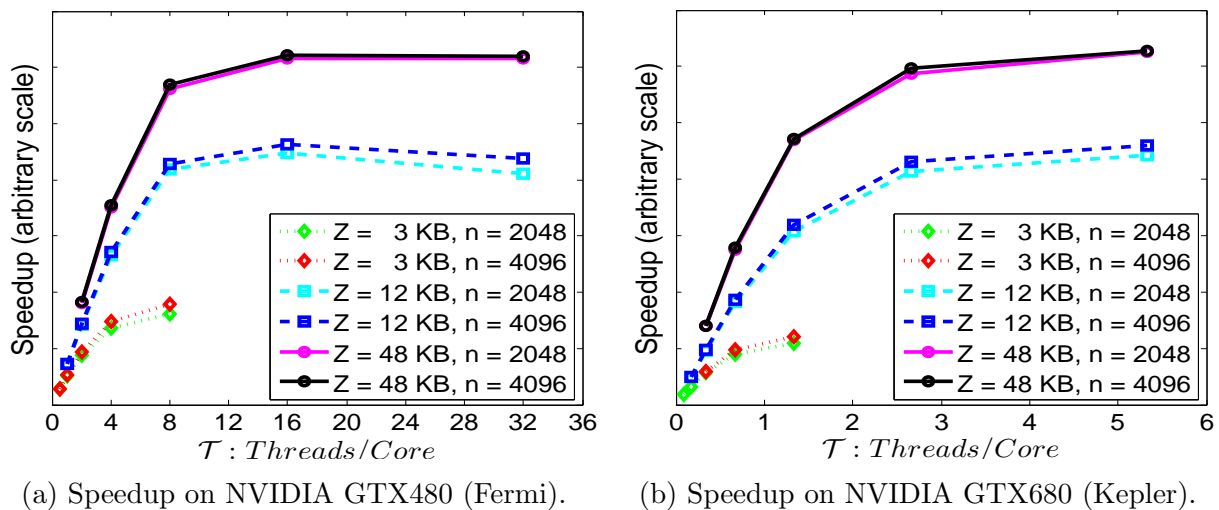 Speedup (arbitrary scale)
Z = 3 KB, n = 2048
Z = 3 KB, n = 4096
Z = 12 KB, n = 2048
Z = 12 KB, n = 4096
Z = 48 KB, n = 2048
Z = 48 KB, n = 4096
0 4 8 12 16 20 24 28 32 36
𝒯 : Threads/Core
(a) Speedup on NVIDIA GTX480 (Fermi).
Speedup (arbitrary scale)
Z = 3 KB, n = 2048
Z = 3 KB, n = 4096
Z = 12 KB, n = 2048
Z = 12 KB, n = 4096
Z = 48 KB, n = 2048
Z = 48 KB, n = 4096
0 1 2 3 4 5 6
𝒯 : Threads/Core
(b) Speedup on NVIDIA GTX680 (Kepler).